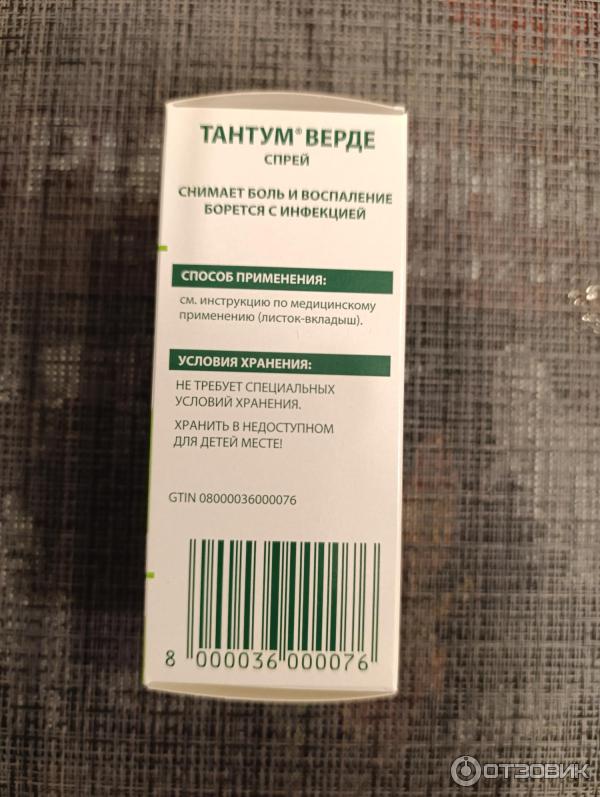 ТАНТУМ® ВЕРДЕ
СПРЕЙ
СНИМАЕТ БОЛЬ И ВОСПАЛЕНИЕ
БОРЕТСЯ С ИНФЕКЦИЕЙ
СПОСОБ ПРИМЕНЕНИЯ:
см. инструкцию по медицинскому
применению (листок-вкладыш).
УСЛОВИЯ ХРАНЕНИЯ:
НЕ ТРЕБУЕТ СПЕЦИАЛЬНЫХ
УСЛОВИЙ ХРАНЕНИЯ.
ХРАНИТЬ В НЕДОСТУПНОМ
ДЛЯ ДЕТЕЙ МЕСТЕ!
GTIN 08000036000076
8 000036 000076
ОТЗОВИК